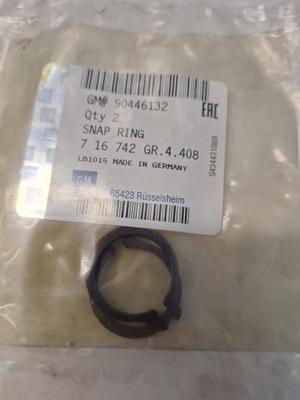 GM# 90446132
EAC
Qty 2
SNAP RING
7 16 742 GR.4.408
LB1015 MADE IN GERMANY
GM
65423 Rüsselsheim